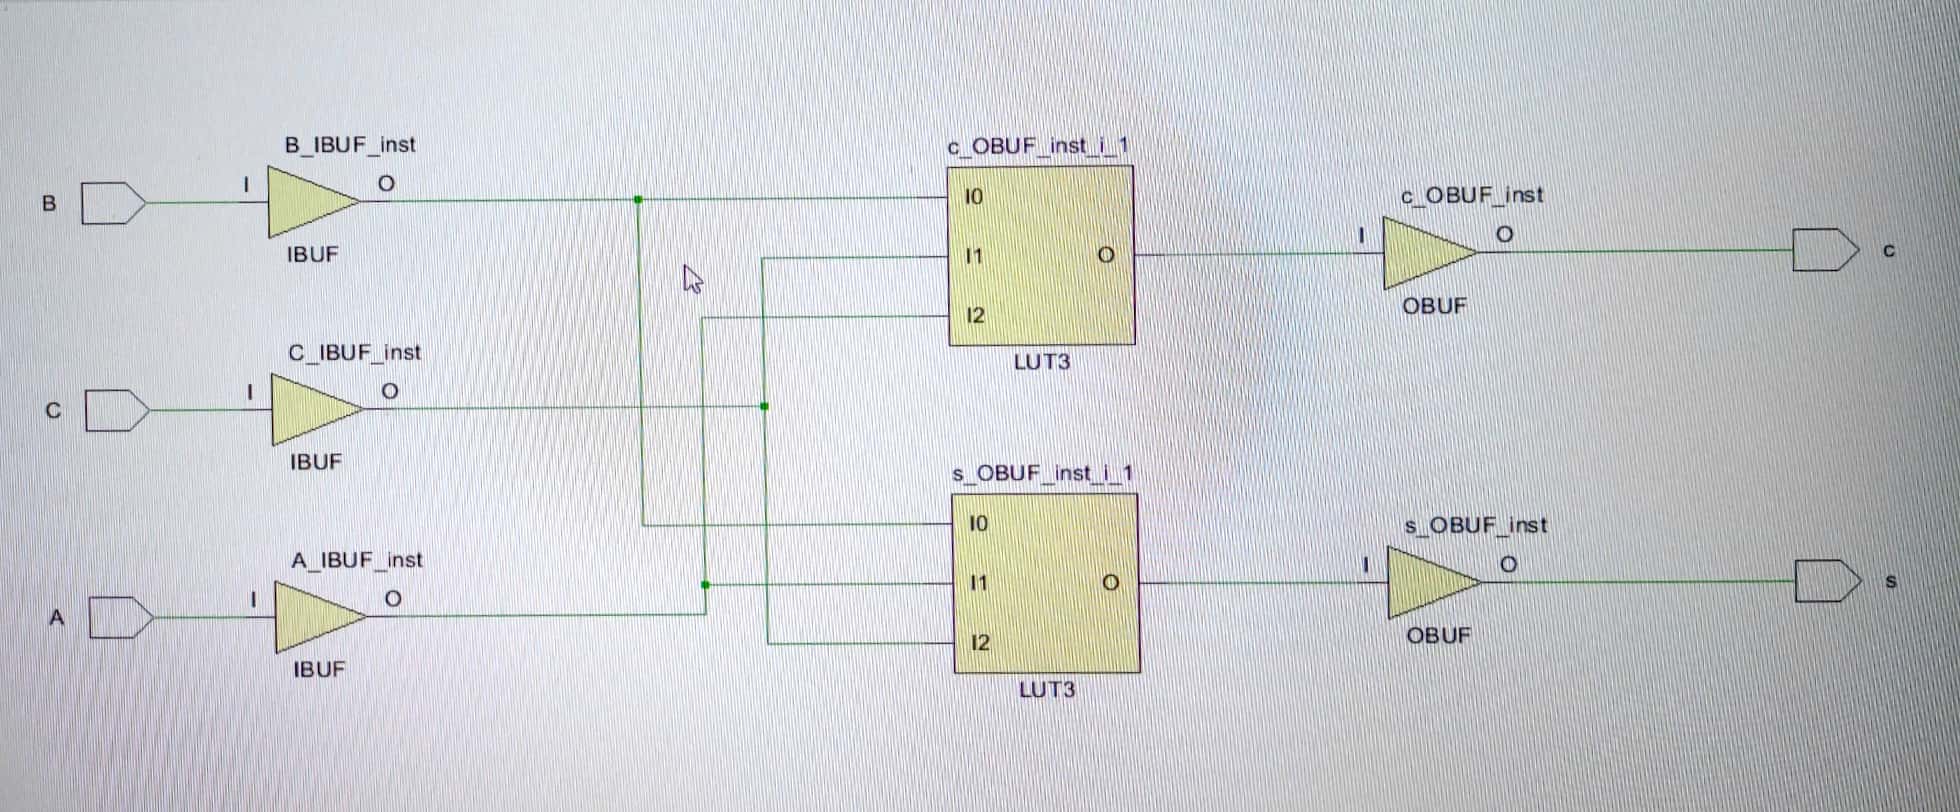 B_IBUF_inst
B
I
O
IBUF
c_OBUF_inst_i_1
I0
I1
I2
O
LUT3
c_OBUF_inst
I
O
OBUF
c
C_IBUF_inst
C
I
O
IBUF
s_OBUF_inst_i_1
I0
I1
I2
O
LUT3
s_OBUF_inst
I
O
OBUF
s
A_IBUF_inst
A
I
O
IBUF